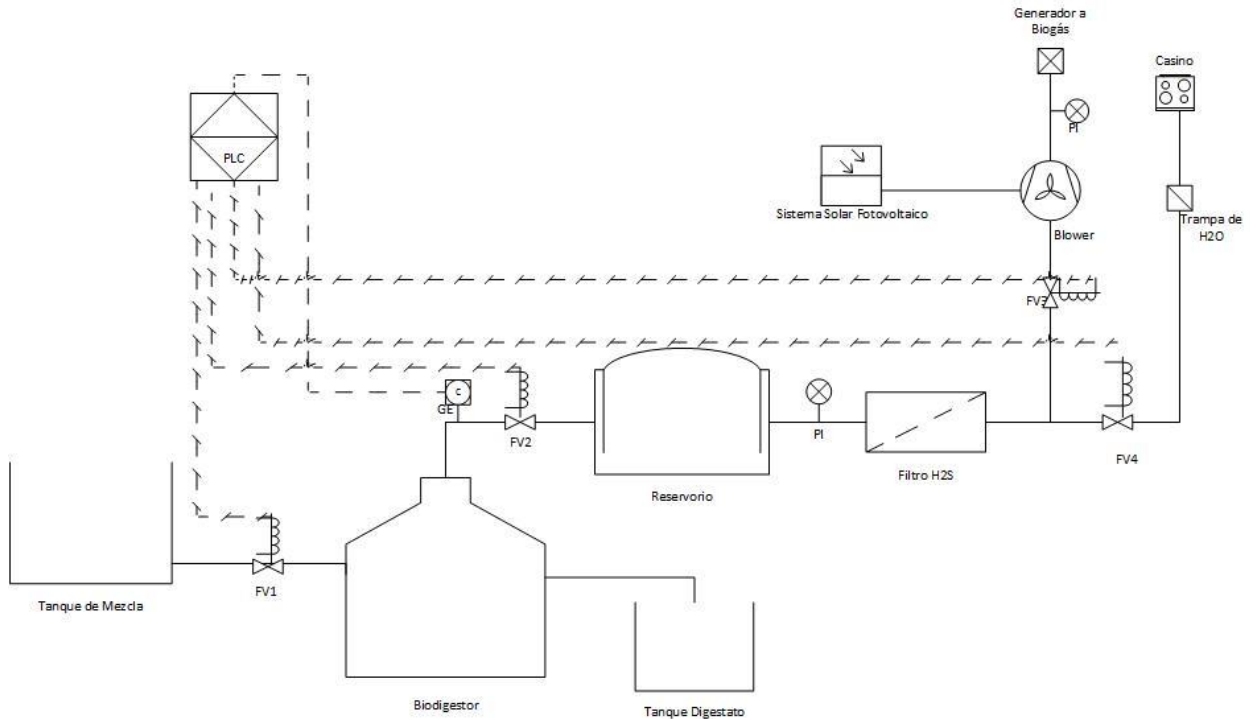 Generador a
Biogás
Casino
PI
PLC
Sistema Solar Fotovoltaico
Trampa de
H2O
Blower
FV3
C
GE
FV2
PI
FV4
Filtro H2S
Reservorio
FV1
Tanque de Mezcla
Biodigestor
Tanque Digestato